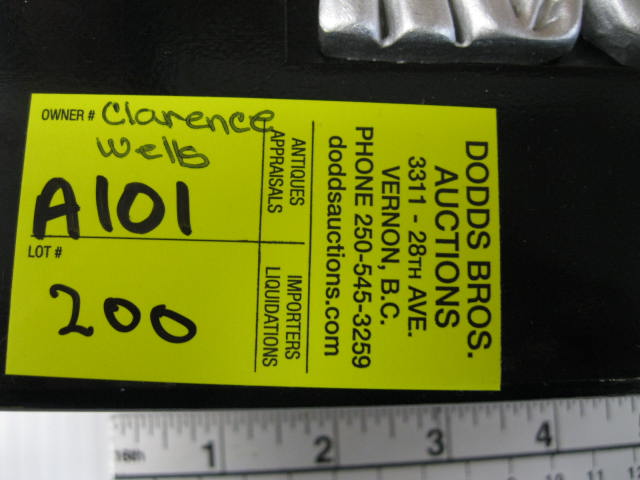 OWNER # Clarence
Wells
A101
LOT #
200
ANTIQUES
APPRAISALS
IMPORTERS
LIQUIDATIONS
DODDS BROS.
AUCTIONS
3311 - 28TH AVE.
VERNON, B.C.
PHONE 250-545-3259
doddsauctions.com
16th 1 2 3 4